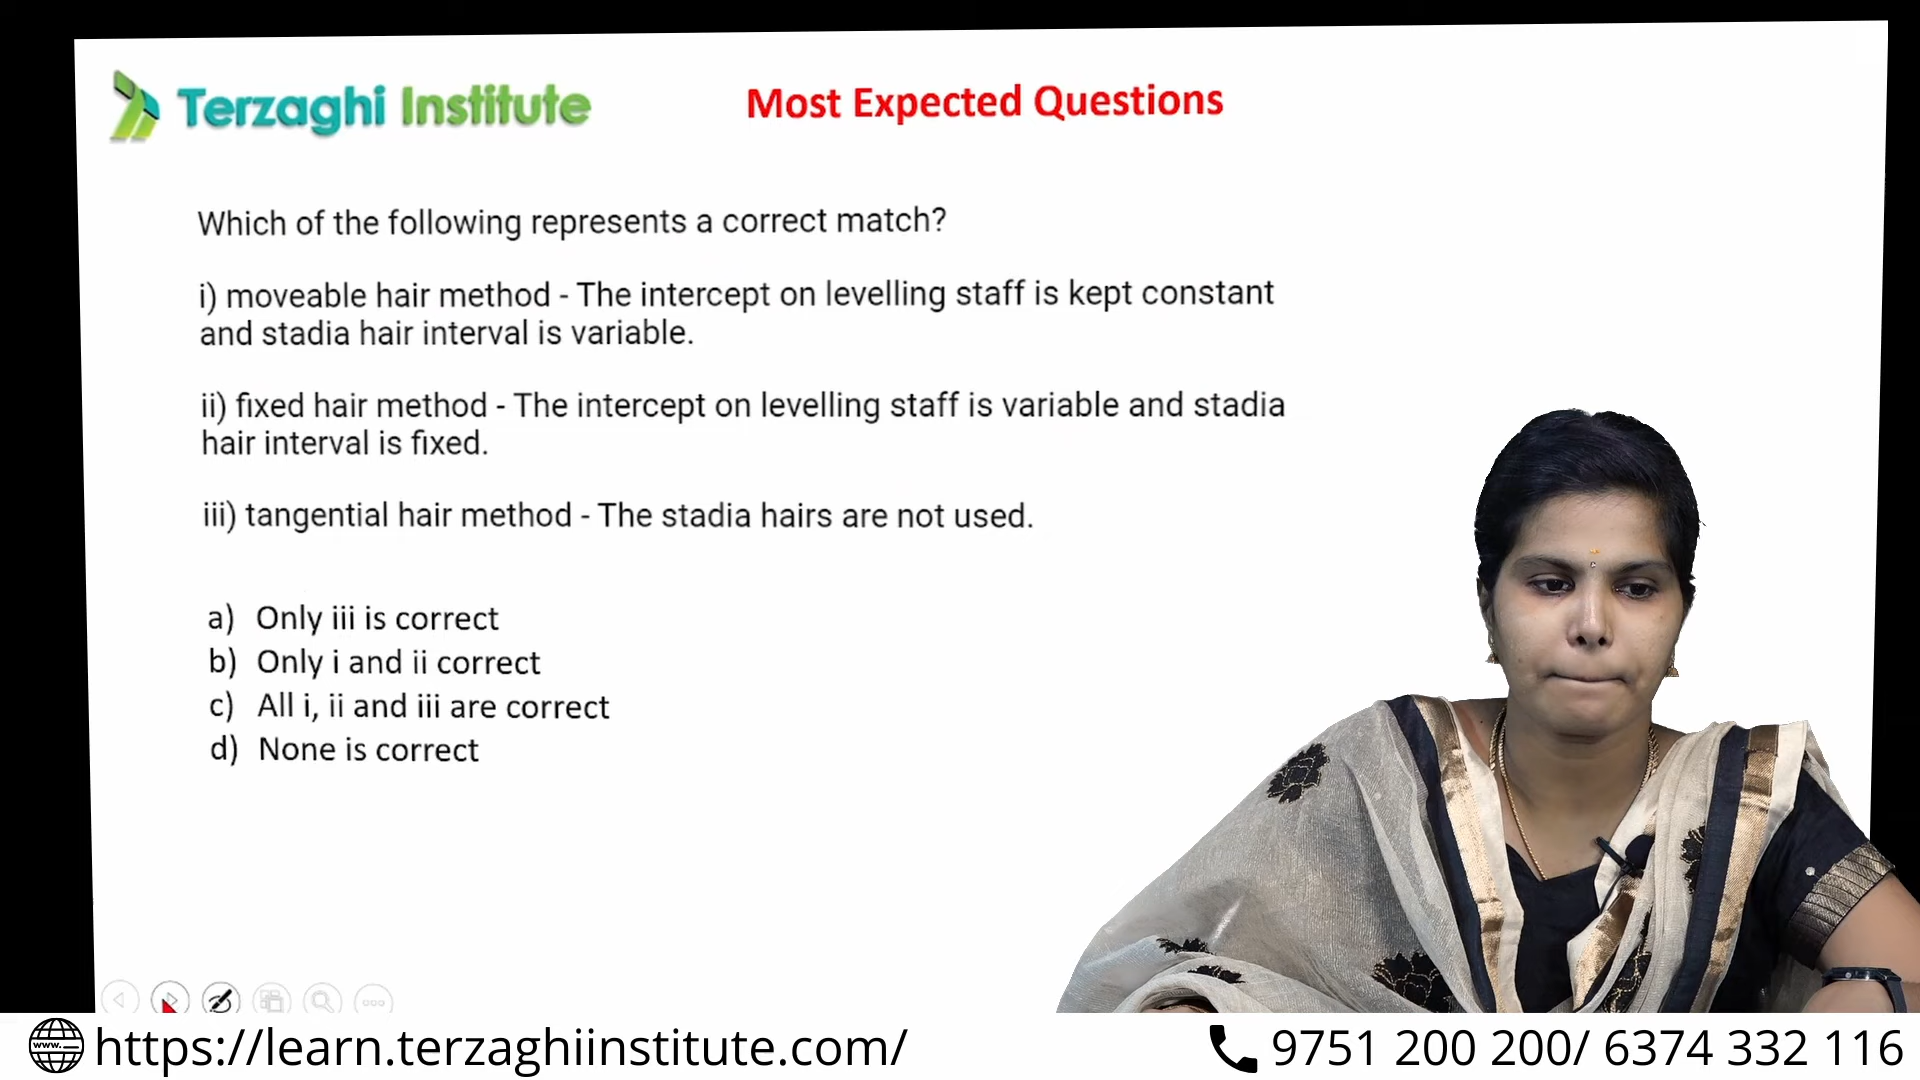 Terzaghi Institute
Most Expected Questions
Which of the following represents a correct match?
i) moveable hair method - The intercept on levelling staff is kept constant
and stadia hair interval is variable.
ii) fixed hair method - The intercept on levelling staff is variable and stadia
hair interval is fixed.
iii) tangential hair method - The stadia hairs are not used.
a) Only iii is correct
b) Only i and ii correct
c) All i, ii and iii are correct
d) None is correct
www.
https://learn.terzaghiinstitute.com/
9751 200 200/ 6374 332 116